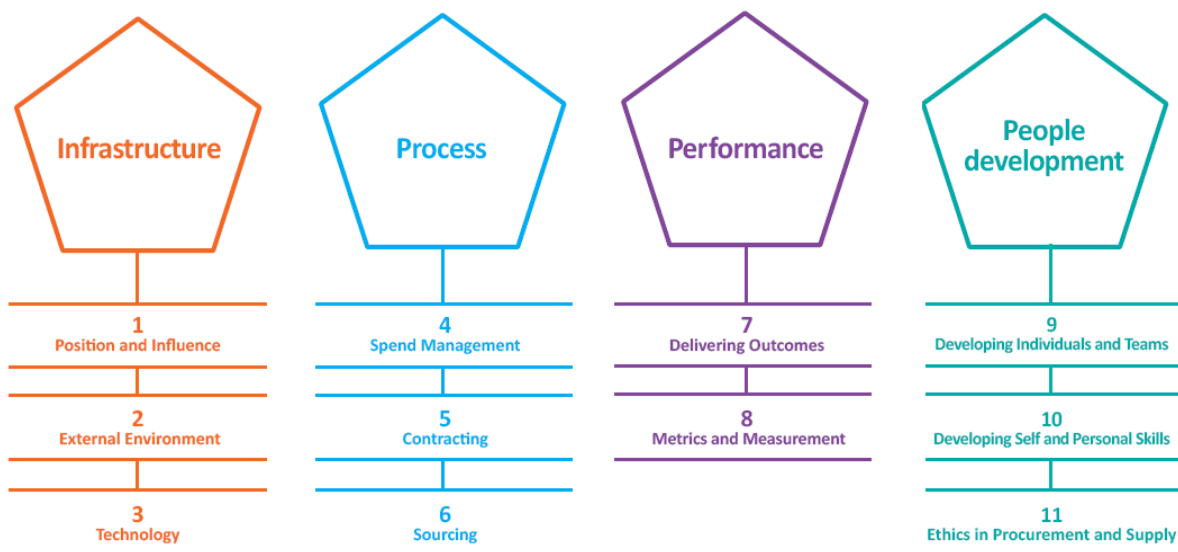 Infrastructure
1
Position and Influence
2
External Environment
3
Technology
Process
4
Spend Management
5
Contracting
6
Sourcing
Performance
7
Delivering Outcomes
8
Metrics and Measurement
People
development
9
Developing Individuals and Teams
10
Developing Self and Personal Skills
11
Ethics in Procurement and Supply